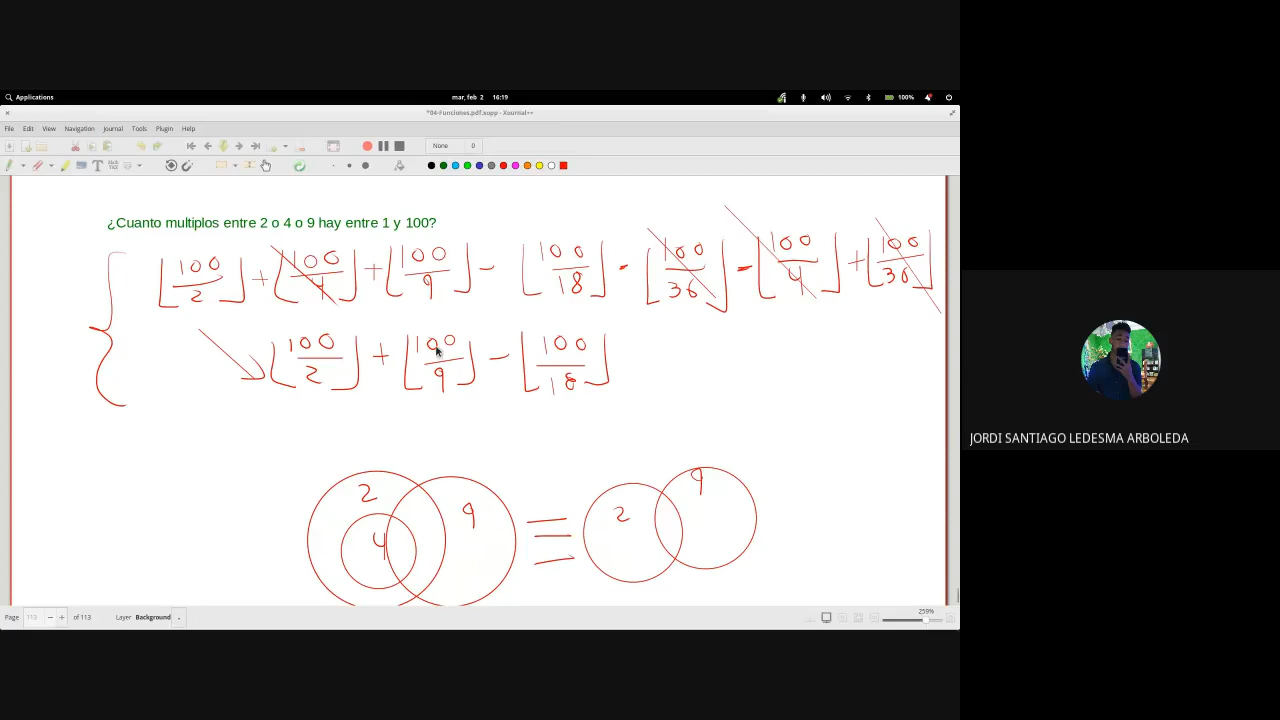 Applications
mar, feb 2 16:19
100%
*04-Funciones.pdf.xopp - Xournal++
File Edit View Navigation Journal Tools Plugin Help
None 0
¿Cuanto multiplos entre 2 o 4 o 9 hay entre 1 y 100?
⌊100/2⌋ + ⌊100/4⌋ + ⌊100/9⌋ - ⌊100/18⌋ - ⌊100/36⌋ - ⌊100/4⌋ + ⌊100/36⌋
⌊100/2⌋ + ⌊100/9⌋ - ⌊100/18⌋
2 4 9 ≡ 2 9
JORDI SANTIAGO LEDESMA ARBOLEDA
Page 113 of 113 Layer Background
259%